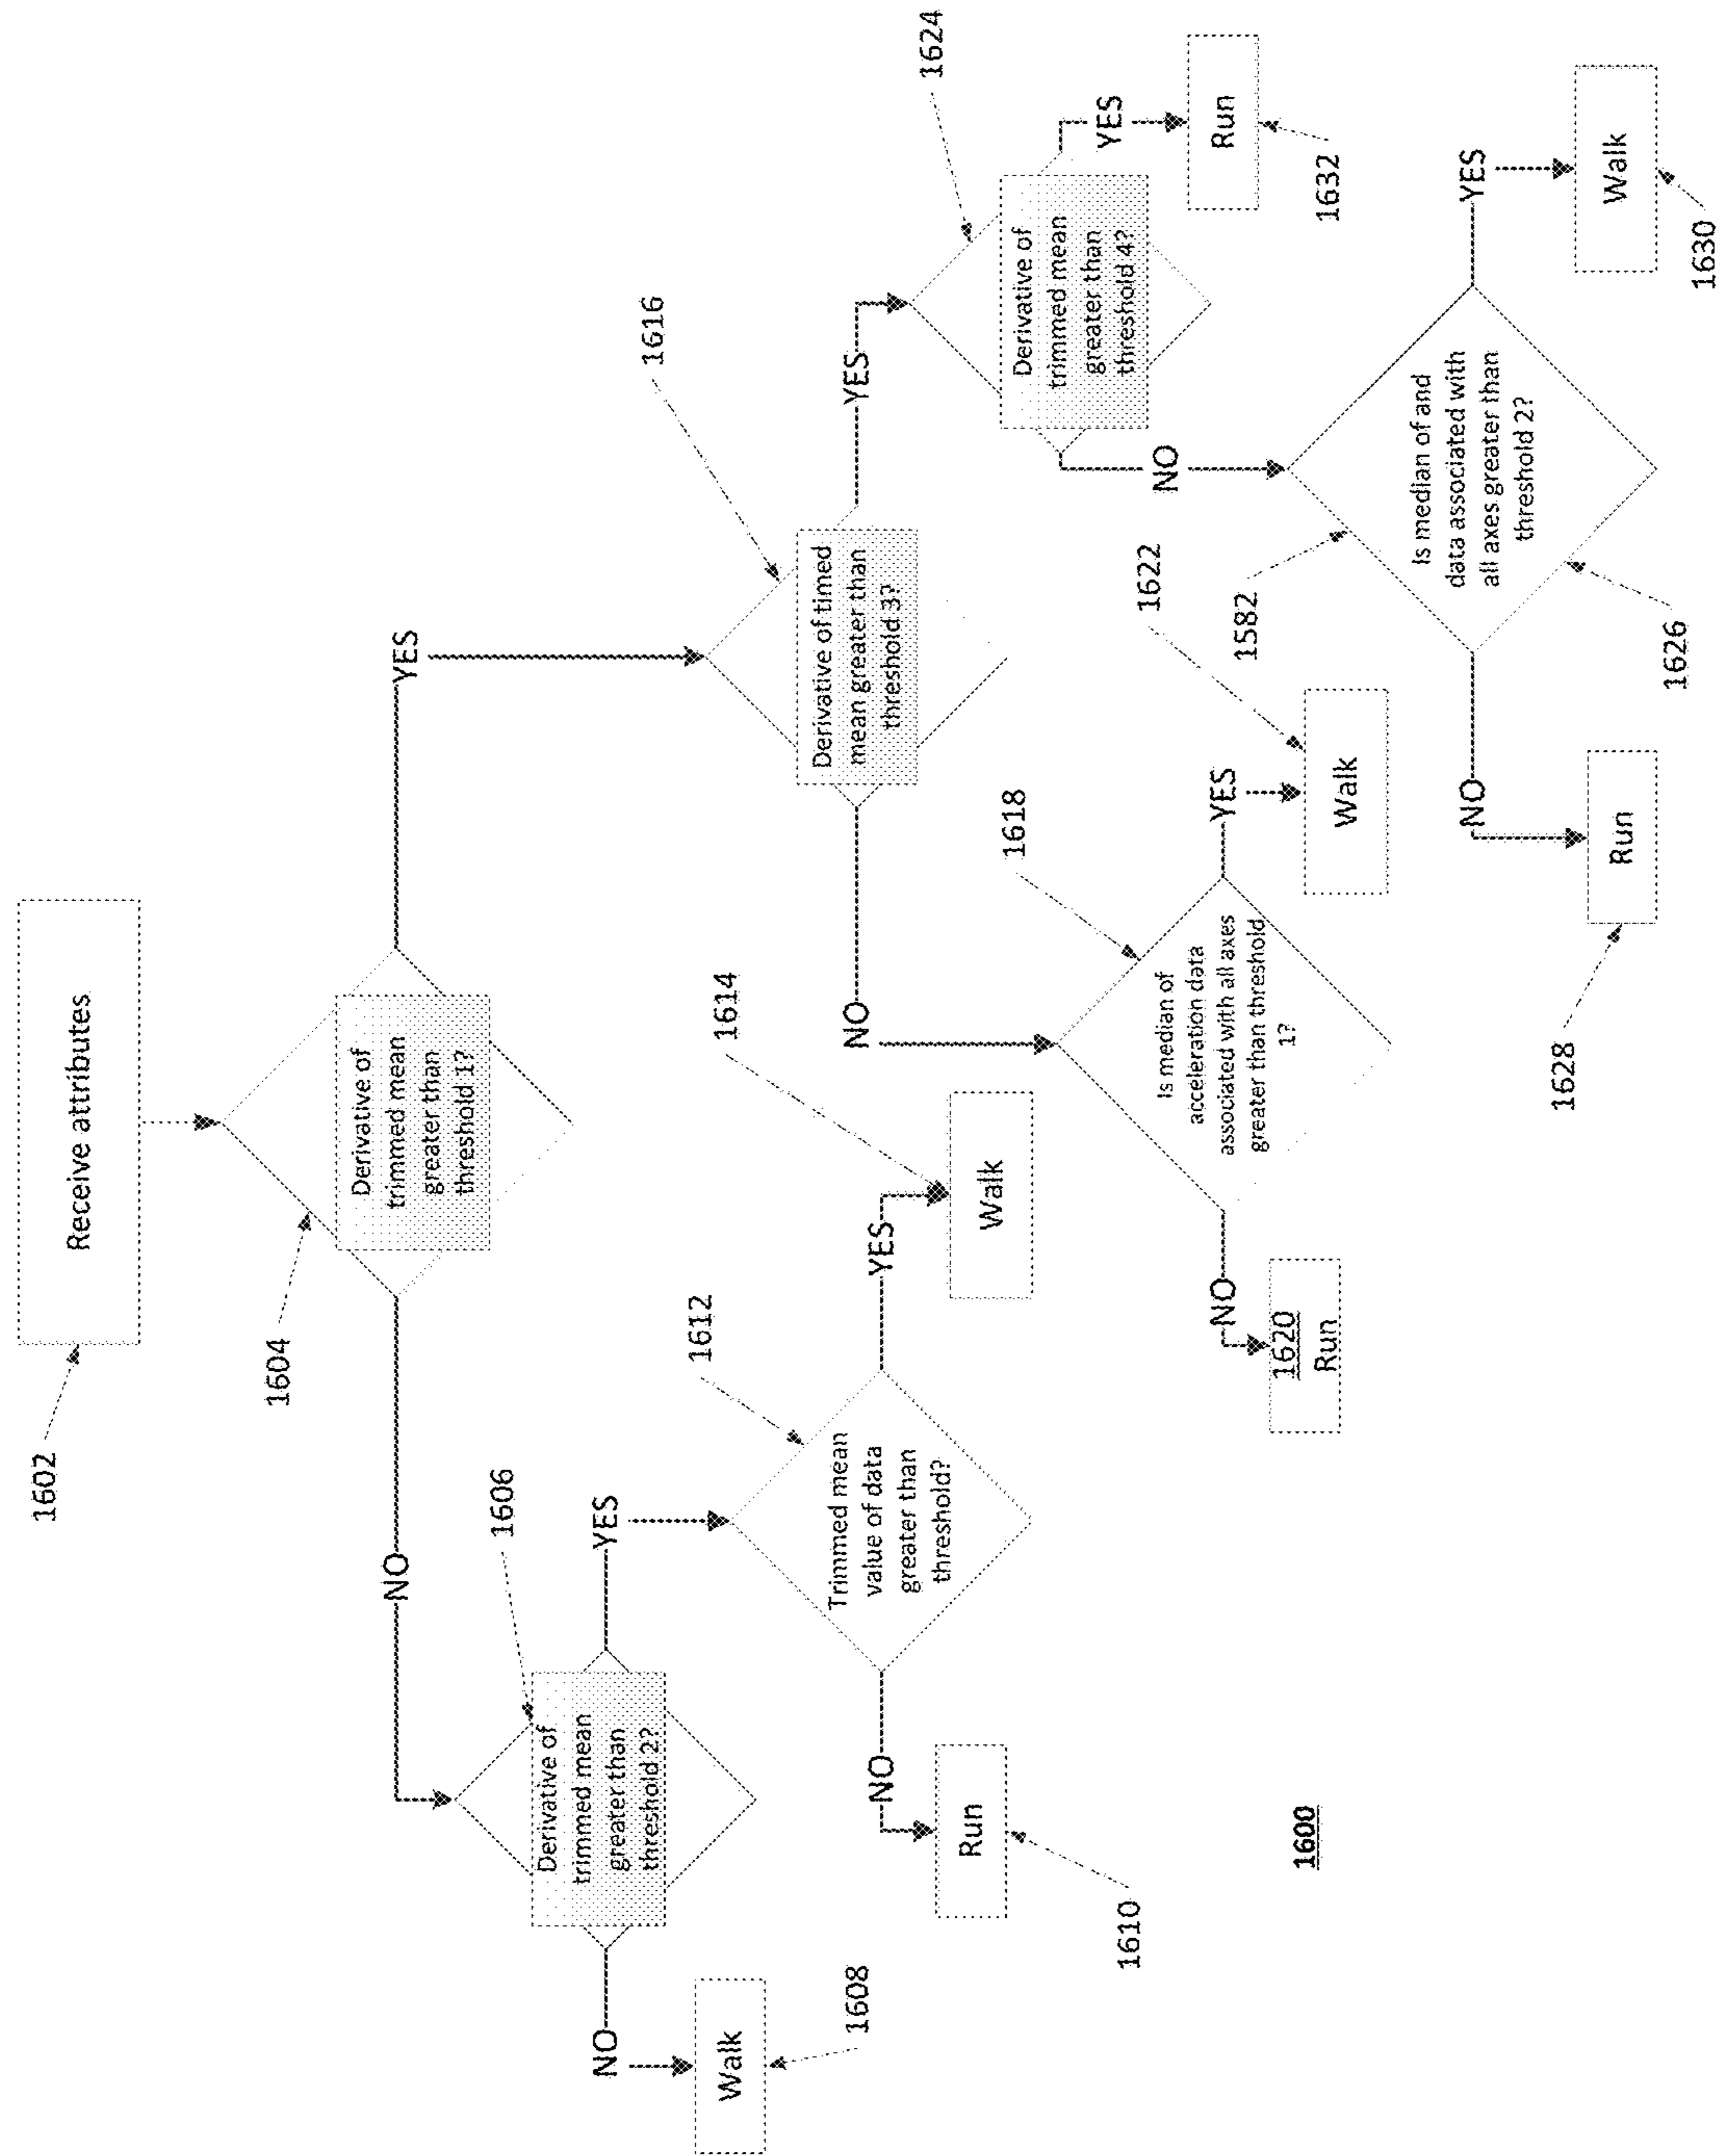 1602
Receive attributes
1604
Derivative of
trimmed mean
greater than
threshold 1?
NO
YES
1606
Derivative of
trimmed mean
greater than
threshold 2?
NO
YES
1608
Walk
1612
Trimmed mean
value of data
greater than
threshold?
NO
YES
1610
Run
1614
Walk
1616
Derivative of timed
mean greater than
threshold 3?
NO
YES
1618
Is median of
acceleration data
associated with all axes
greater than threshold
1?
NO
YES
1620
Run
1622
Walk
1624
Derivative of
trimmed mean
greater than
threshold 4?
NO
YES
1632
Run
1582
1626
Is median of and
data associated with
all axes greater than
threshold 2?
NO
YES
1628
Run
1630
Walk
1600